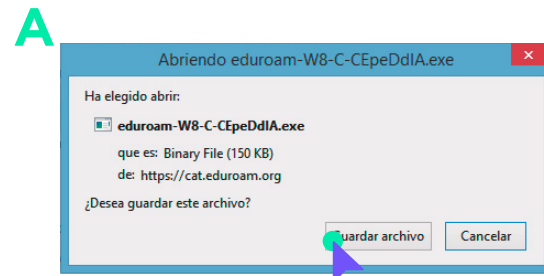 A
Abriendo eduroam-W8-C-CEpeDdIA.exe
Ha elegido abrir:
eduroam-W8-C-CEpeDdIA.exe
que es: Binary File (150 KB)
de: https://cat.eduroam.org
¿Desea guardar este archivo?
Guardar archivo Cancelar